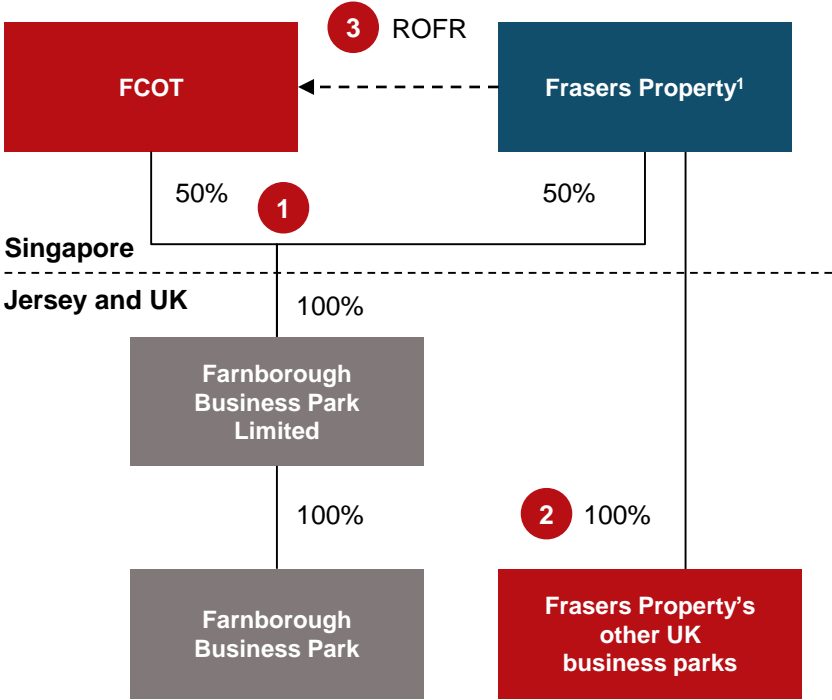 3 ROFR
FCOT
Frasers Property1
50%
1
50%
Singapore
Jersey and UK
100%
Farnborough
Business Park
Limited
100%
2 100%
Farnborough
Business Park
Frasers Property’s
other UK
business parks